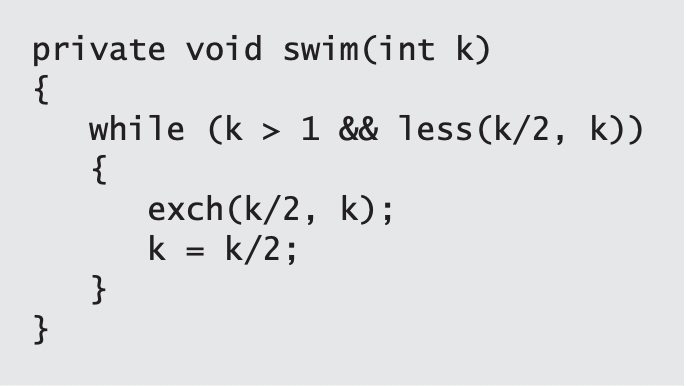 private void swim(int k)
{
   while (k > 1 && less(k/2, k))
   {
      exch(k/2, k);
      k = k/2;
   }
}